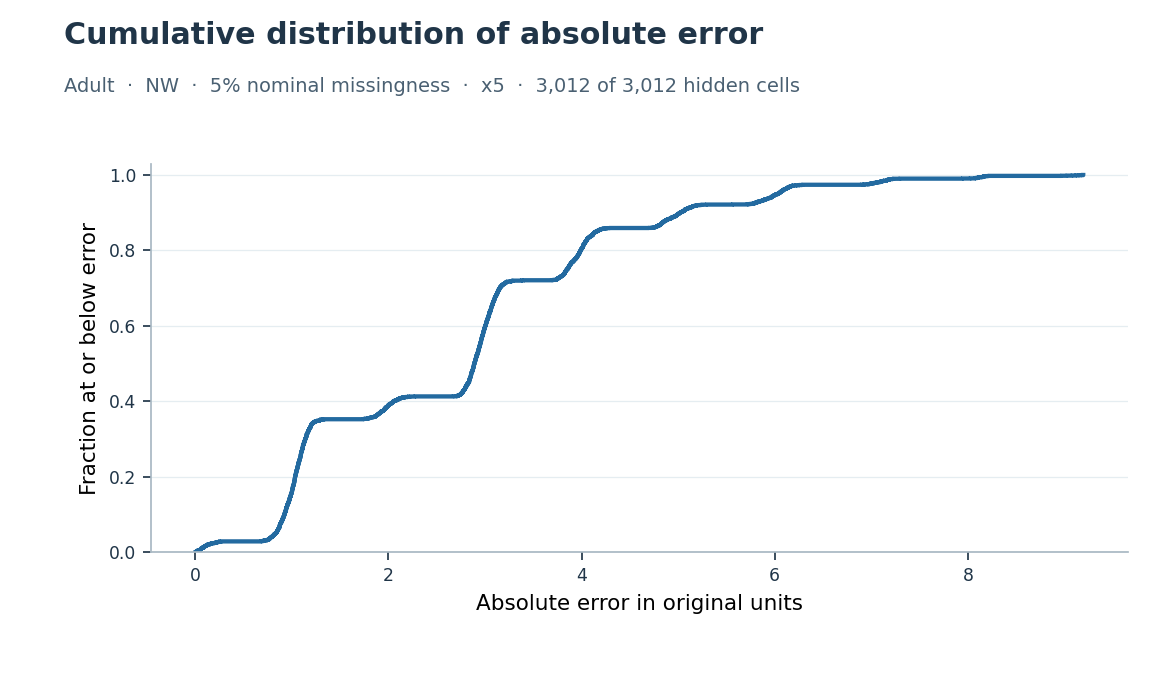 Cumulative distribution of absolute error
Adult · NW · 5% nominal missingness · x5 · 3,012 of 3,012 hidden cells
Fraction at or below error
1.0
0.8
0.6
0.4
0.2
0.0
0 2 4 6 8
Absolute error in original units